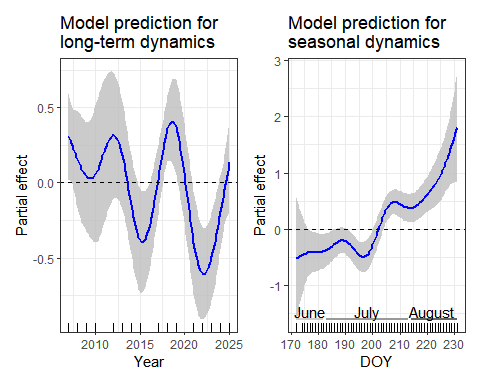 Model prediction for
long-term dynamics
Partial effect
0.5
0.0
-0.5
2010
2015
2020
2025
Year
Model prediction for
seasonal dynamics
Partial effect
3
2
1
0
-1
June
July
August
170
180
190
200
210
220
230
DOY